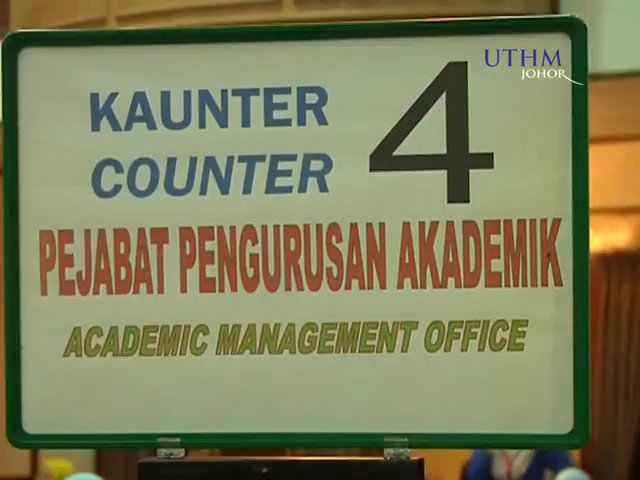 UTHM
JOHOR
KAUNTER
COUNTER
4
PEJABAT PENGURUSAN AKADEMIK
ACADEMIC MANAGEMENT OFFICE